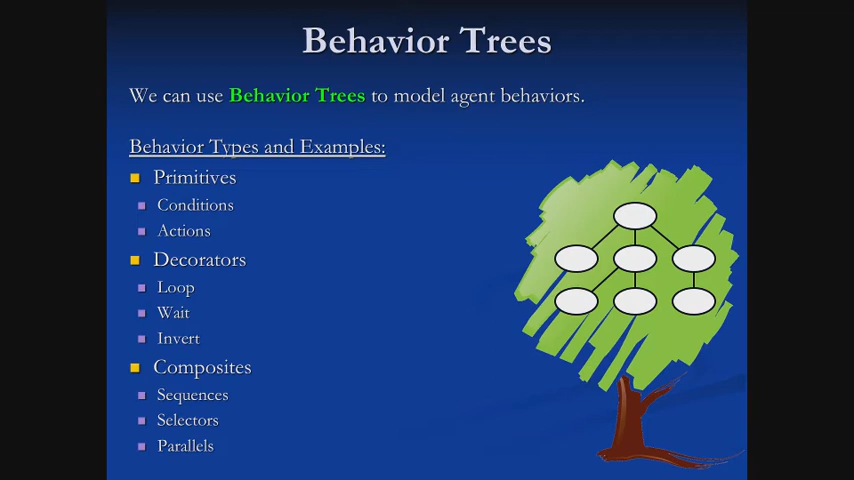 Behavior Trees
We can use Behavior Trees to model agent behaviors.
Behavior Types and Examples:
Primitives
Conditions
Actions
Decorators
Loop
Wait
Invert
Composites
Sequences
Selectors
Parallels